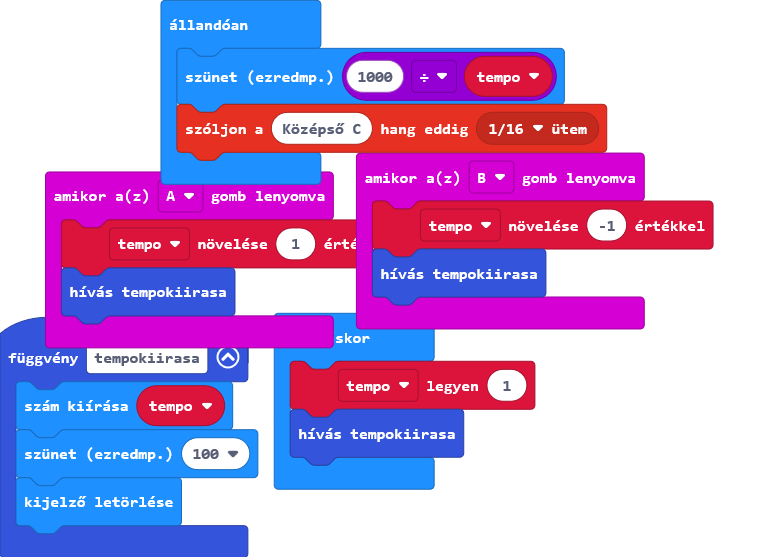 állandóan
szünet (ezredmp.) 1000 ÷ tempo
szóljon a Középső C hang eddig 1/16 ütem
amikor a(z) A gomb lenyomva
tempo növelése 1 érté
hívás tempokiirasa
amikor a(z) B gomb lenyomva
tempo növelése -1 értékkel
hívás tempokiirasa
függvény tempokiirasa
szám kiírása tempo
szünet (ezredmp.) 100
kijelző letörlése
skor
tempo legyen 1
hívás tempokiirasa